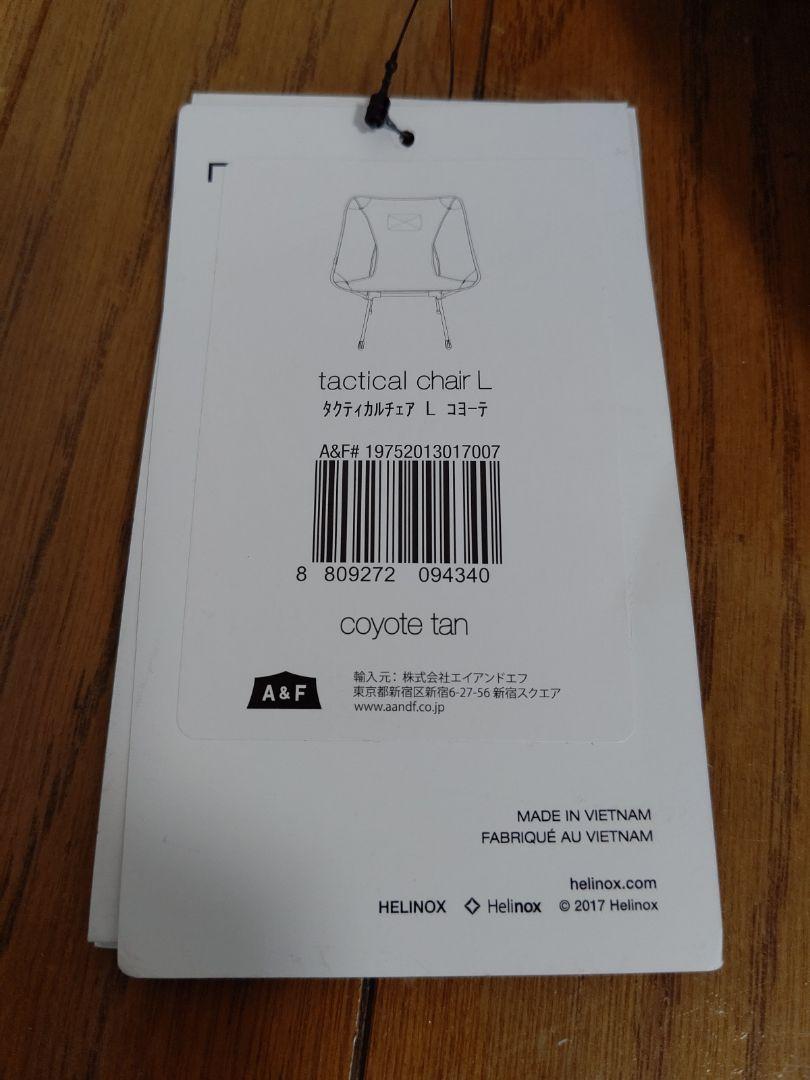 tactical chair L
ﾀｸﾃｨｶﾙﾁｪｱ L ｺﾖｰﾃ
A&F# 19752013017007
8 809272 094340
coyote tan
A & F
輸入元: 株式会社エイアンドエフ
東京都新宿区新宿6-27-56 新宿スクエア
www.aandf.co.jp
MADE IN VIETNAM
FABRIQUÉ AU VIETNAM
helinox.com
HELINOX Helinox © 2017 Helinox